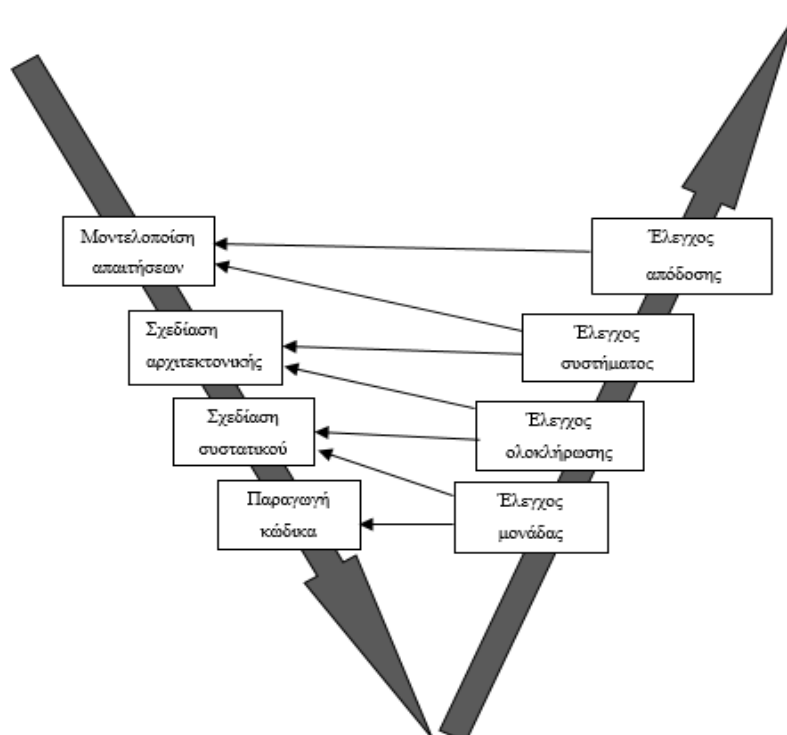 Μοντελοποίση
απαιτήσεων
Έλεγχος
απόδοσης
Σχεδίαση
αρχιτεκτονικής
Έλεγχος
συστήματος
Σχεδίαση
συστατικού
Έλεγχος
ολοκλήρωσης
Παραγωγή
κώδικα
Έλεγχος
μονάδας